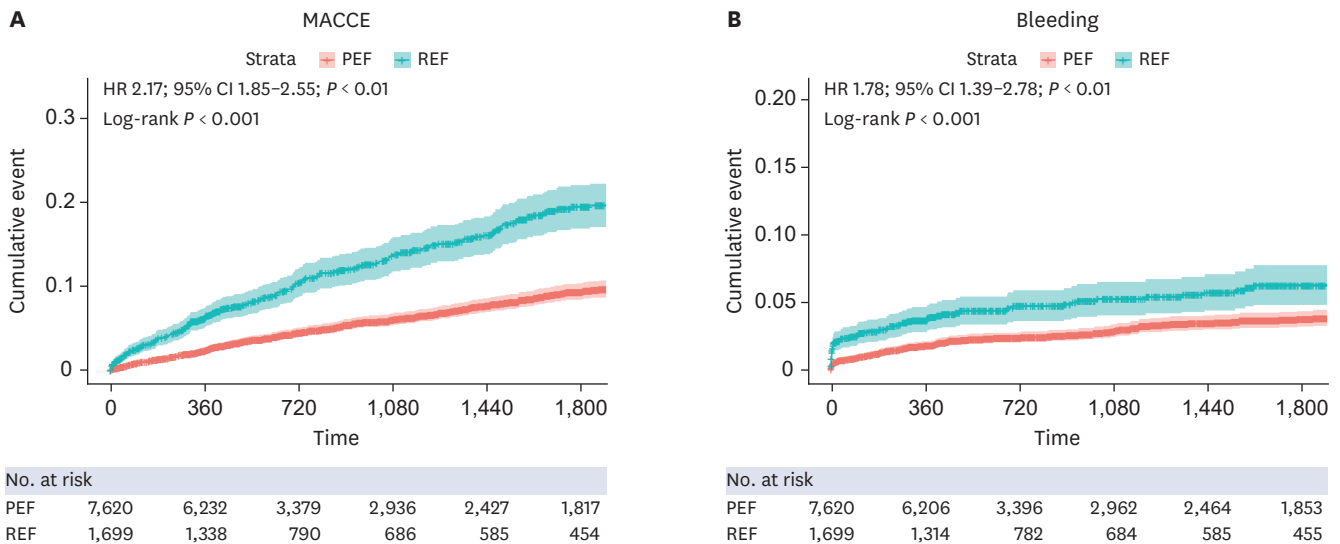 A
MACCE
Strata PEF REF
HR 2.17; 95% CI 1.85–2.55; P < 0.01
Log-rank P < 0.001
Cumulative event
0.3
0.2
0.1
0
0 360 720 1,080 1,440 1,800
Time
No. at risk
PEF 7,620 6,232 3,379 2,936 2,427 1,817
REF 1,699 1,338 790 686 585 454
B
Bleeding
Strata PEF REF
HR 1.78; 95% CI 1.39–2.78; P < 0.01
Log-rank P < 0.001
Cumulative event
0.20
0.15
0.10
0.05
0
0 360 720 1,080 1,440 1,800
Time
No. at risk
PEF 7,620 6,206 3,396 2,962 2,464 1,853
REF 1,699 1,314 782 684 585 455